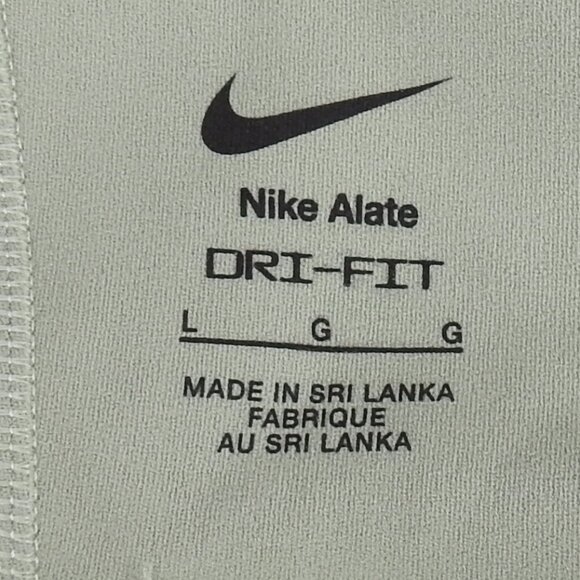 Nike Alate
DRI-FIT
L G G
MADE IN SRI LANKA
FABRIQUE
AU SRI LANKA